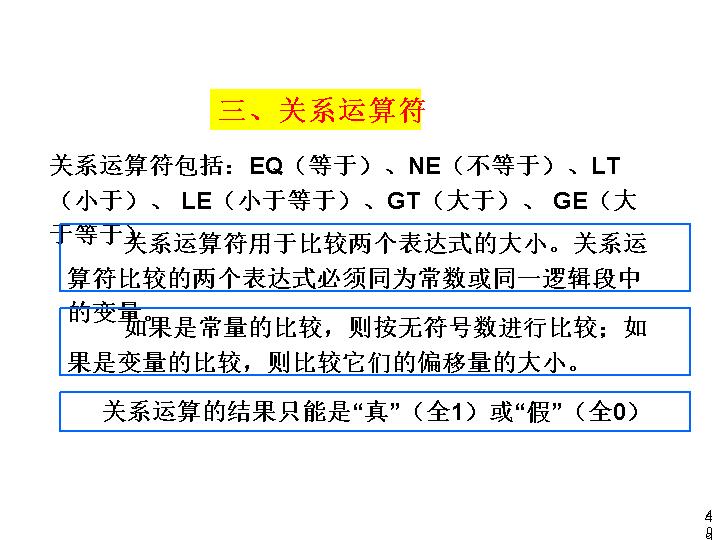 三、关系运算符
关系运算符包括：EQ（等于）、NE（不等于）、LT
（小于）、 LE（小于等于）、GT（大于）、 GE（大
于等于）
关系运算符用于比较两个表达式的大小。关系运
算符比较的两个表达式必须同为常数或同一逻辑段中
的变量。
如果是常量的比较，则按无符号数进行比较；如
果是变量的比较，则比较它们的偏移量的大小。
关系运算的结果只能是“真”（全1）或“假”（全0）
4